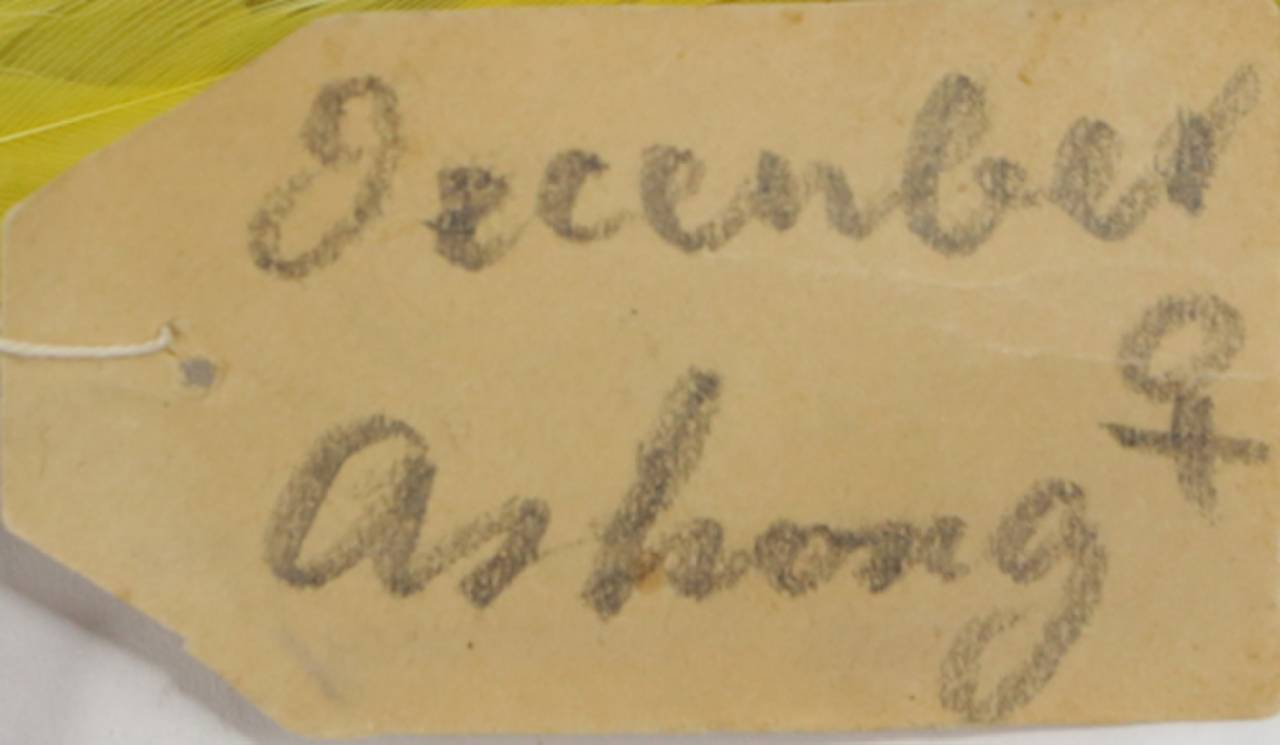 December
♀
Ashong